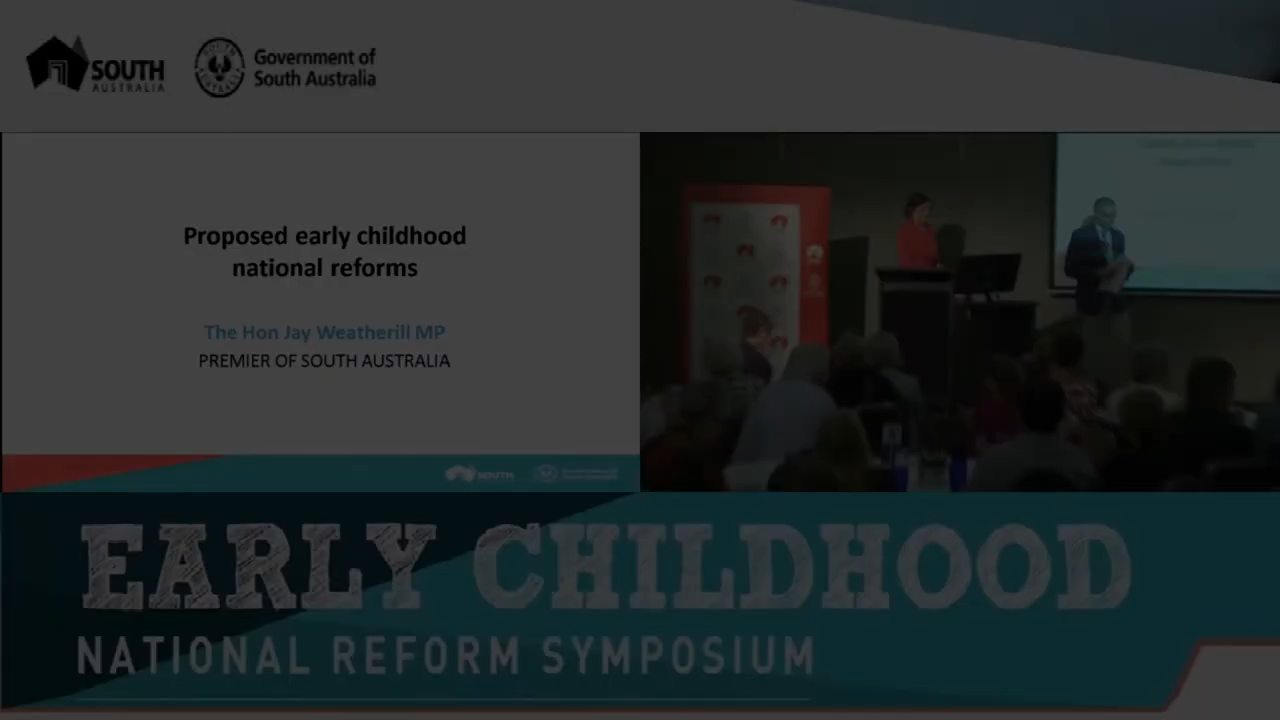 SOUTH
AUSTRALIA
Government of
South Australia
Proposed early childhood
national reforms
The Hon Jay Weatherill MP
PREMIER OF SOUTH AUSTRALIA
SOUTH
EARLY CHILDHOOD
NATIONAL REFORM SYMPOSIUM